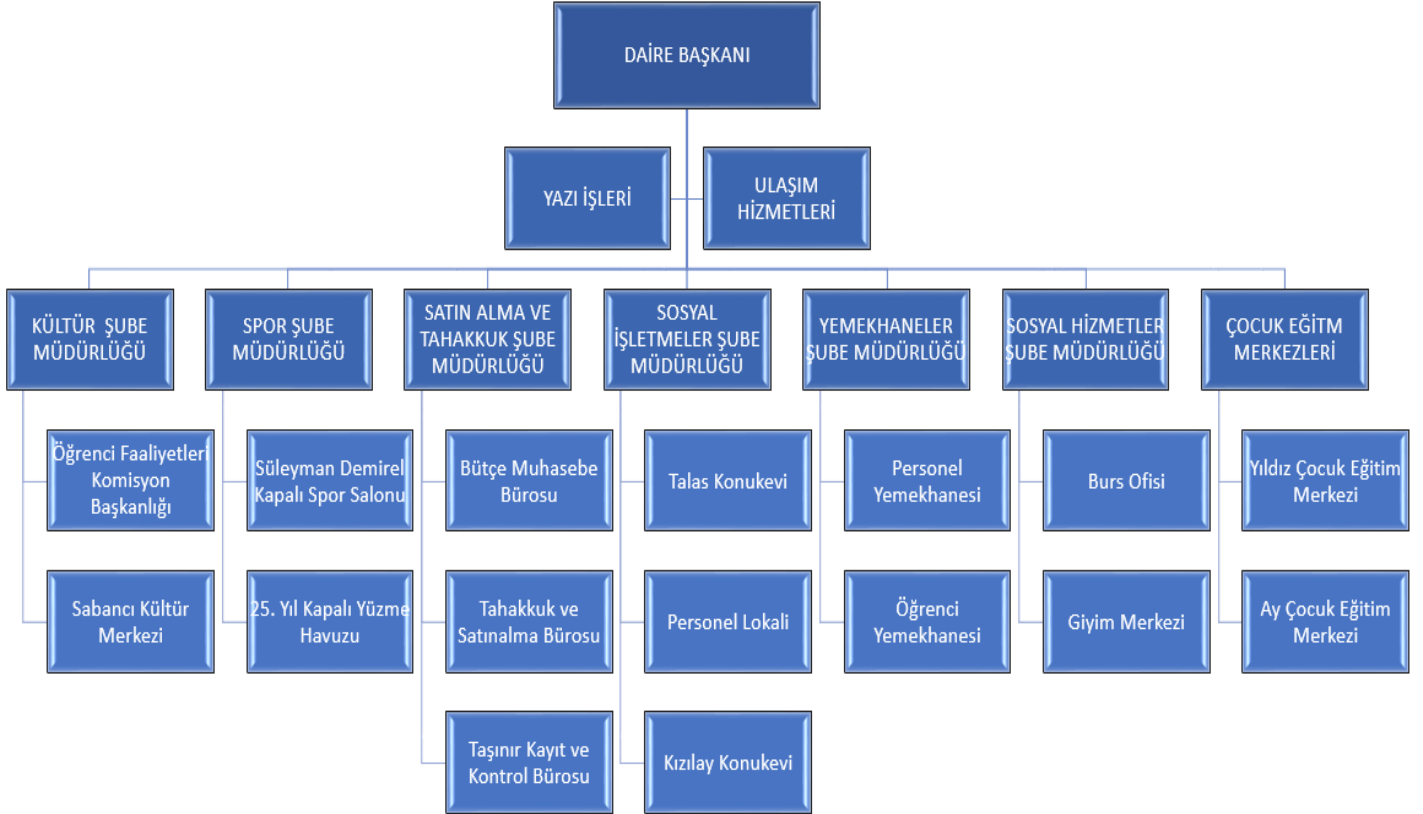 DAİRE BAŞKANI
YAZI İŞLERİ
ULAŞIM
HİZMETLERİ
KÜLTÜR ŞUBE
MÜDÜRLÜĞÜ
SPOR ŞUBE
MÜDÜRLÜĞÜ
SATIN ALMA VE
TAHAKKUK ŞUBE
MÜDÜRLÜĞÜ
SOSYAL
İŞLETMELER ŞUBE
MÜDÜRLÜĞÜ
YEMEKHANELER
ŞUBE MÜDÜRLÜĞÜ
SOSYAL HİZMETLER
ŞUBE MÜDÜRLÜĞÜ
ÇOCUK EĞİTM
MERKEZLERİ
Öğrenci Faaliyetleri
Komisyon
Başkanlığı
Süleyman Demirel
Kapalı Spor Salonu
Bütçe Muhasebe
Bürosu
Talas Konukevi
Personel
Yemekhanesi
Burs Ofisi
Yıldız Çocuk Eğitim
Merkezi
Sabancı Kültür
Merkezi
25. Yıl Kapalı Yüzme
Havuzu
Tahakkuk ve
Satınalma Bürosu
Personel Lokali
Öğrenci
Yemekhanesi
Giyim Merkezi
Ay Çocuk Eğitim
Merkezi
Taşınır Kayıt ve
Kontrol Bürosu
Kızılay Konukevi